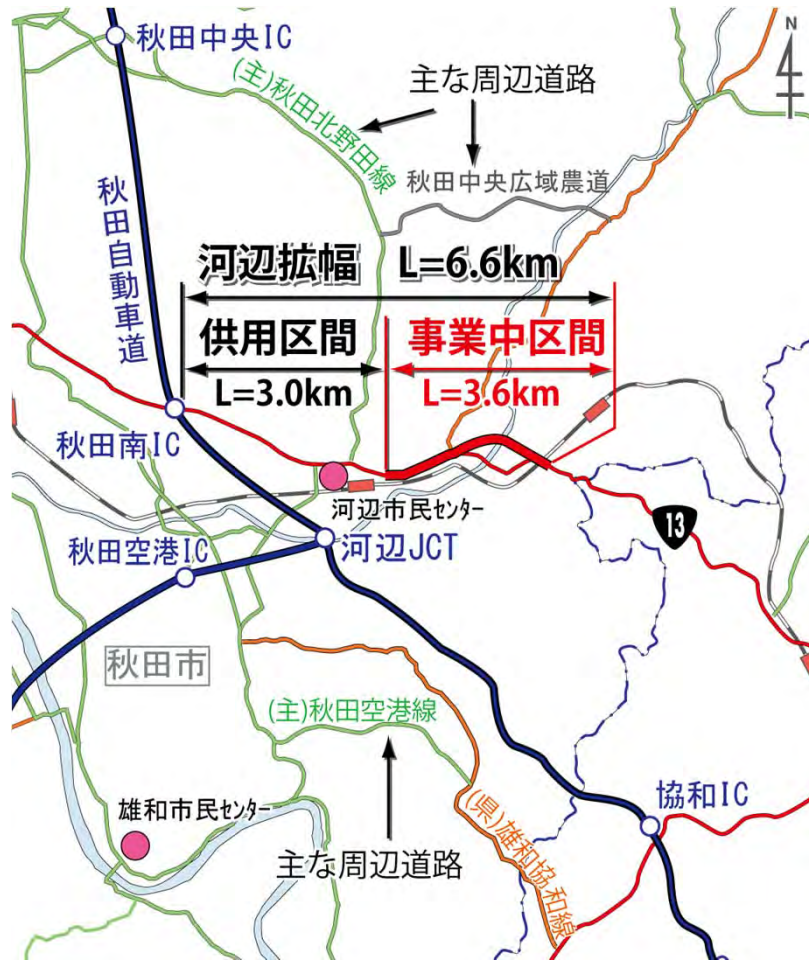 秋田中央IC
N
主な周辺道路
(主)秋田北野田線
秋田中央広域農道
秋田自動車道
河辺拡幅 L=6.6km
供用区間
事業中区間
L=3.0km
L=3.6km
秋田南IC
河辺市民センター
13
秋田空港IC
河辺JCT
秋田市
(主)秋田空港線
協和IC
雄和市民センター
(県)雄和協和線
主な周辺道路